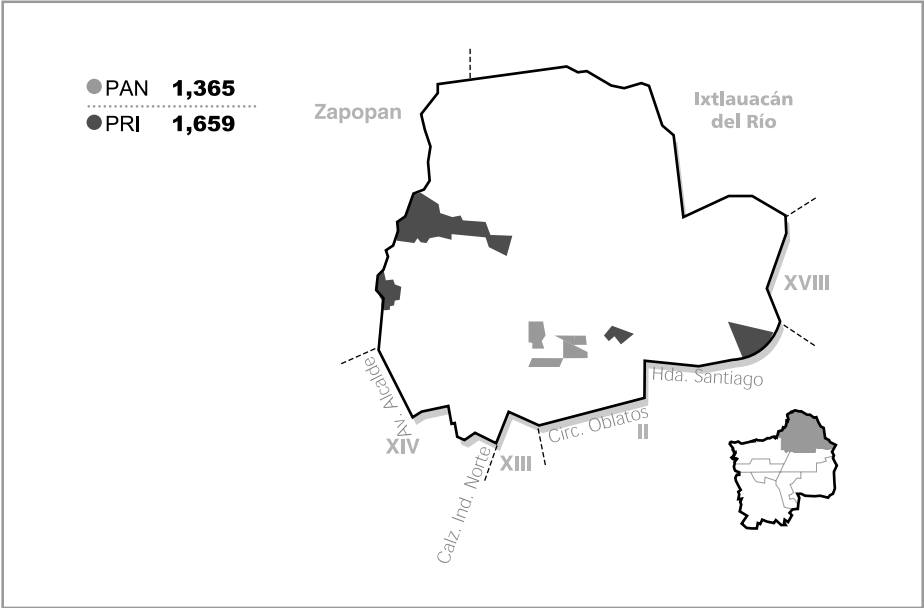 PAN 1,365
PRI 1,659
Zapopan
Ixtlauacán
del Río
XVIII
Av. Alcalde
Hda. Santiago
Circ. Oblatos
II
XIV
XIII
Calz. Ind. Norte